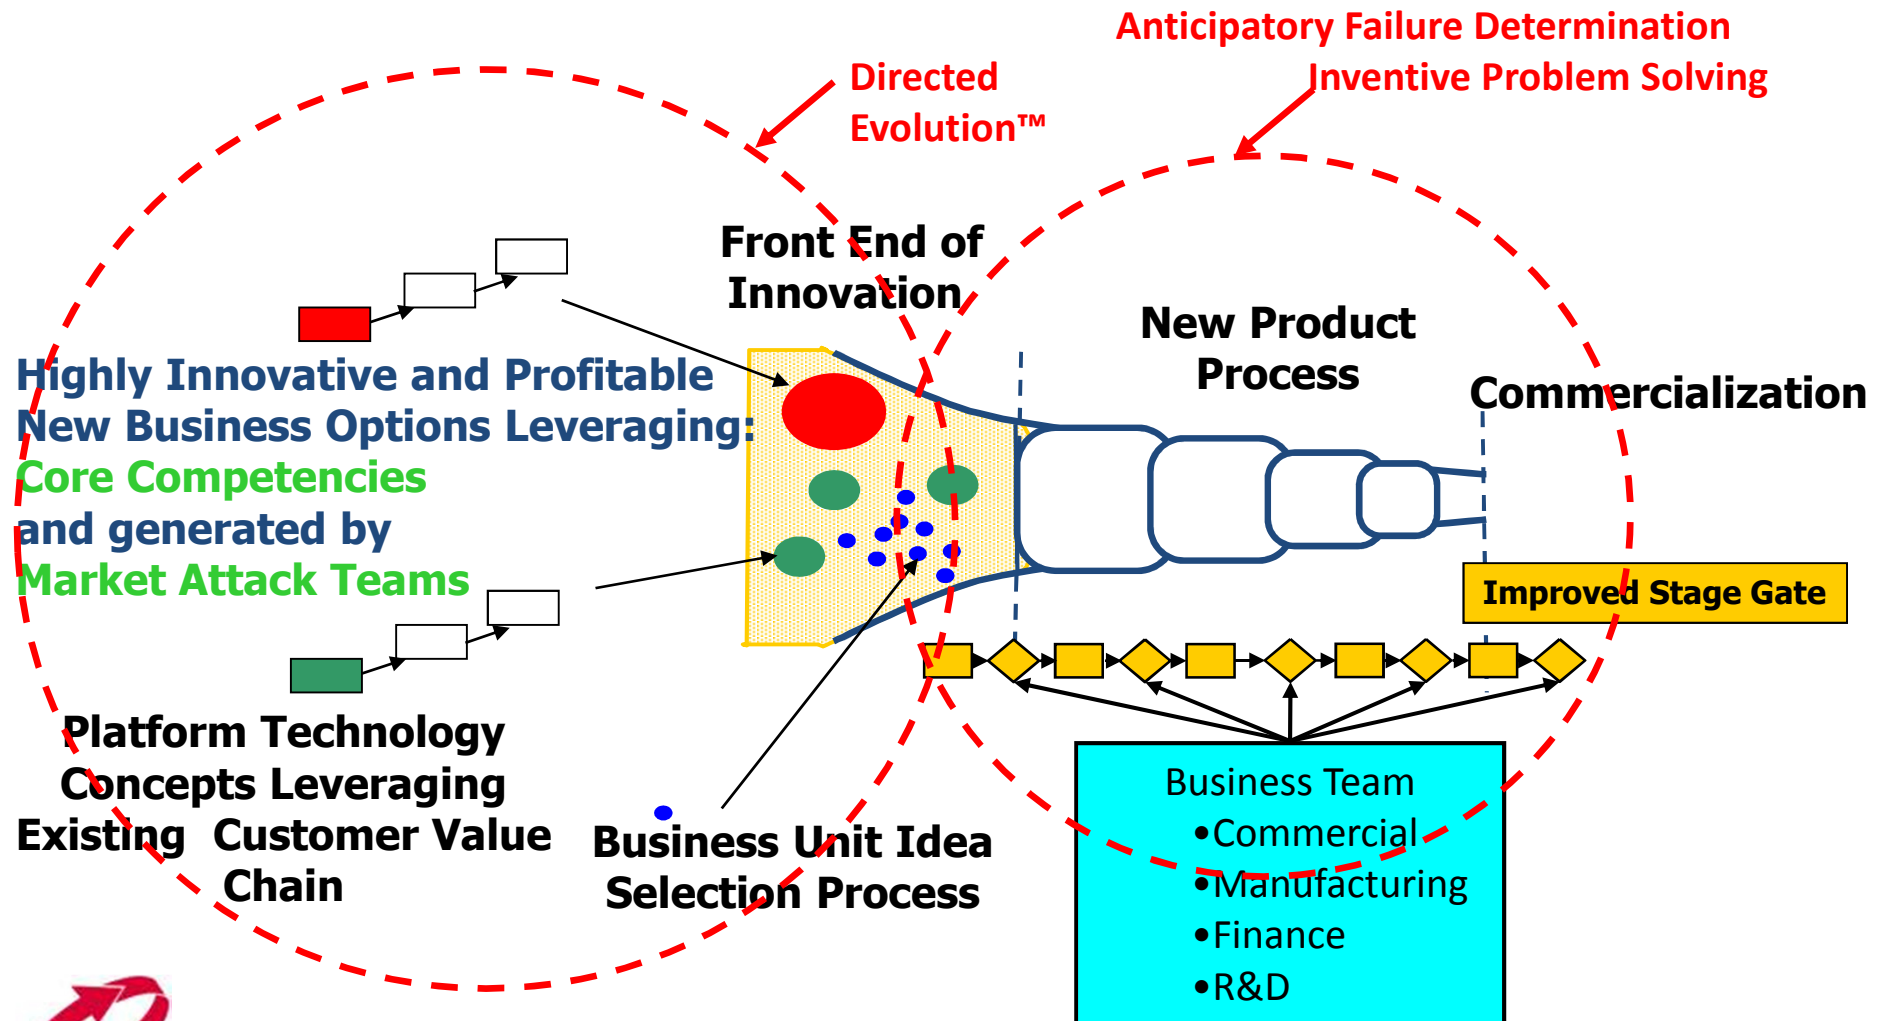 Anticipatory Failure Determination
Inventive Problem Solving
Directed
Evolution™
Front End of
Innovation
New Product
Process
Commercialization
Highly Innovative and Profitable
New Business Options Leveraging:
Core Competencies
and generated by
Market Attack Teams
Improved Stage Gate
Platform Technology
Concepts Leveraging
Existing Customer Value
Chain
Business Unit Idea
Selection Process
Business Team
•Commercial
•Manufacturing
•Finance
•R&D